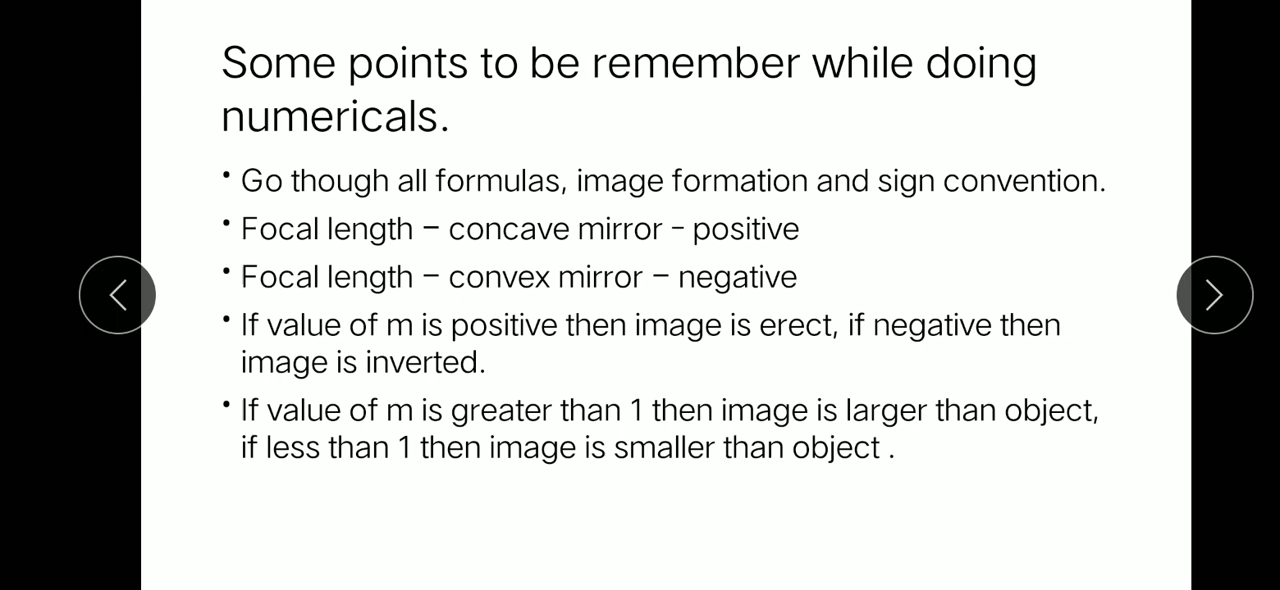 Some points to be remember while doing
numericals.
• Go though all formulas, image formation and sign convention.
• Focal length – concave mirror - positive
• Focal length – convex mirror – negative
• If value of m is positive then image is erect, if negative then
image is inverted.
• If value of m is greater than 1 then image is larger than object,
if less than 1 then image is smaller than object .